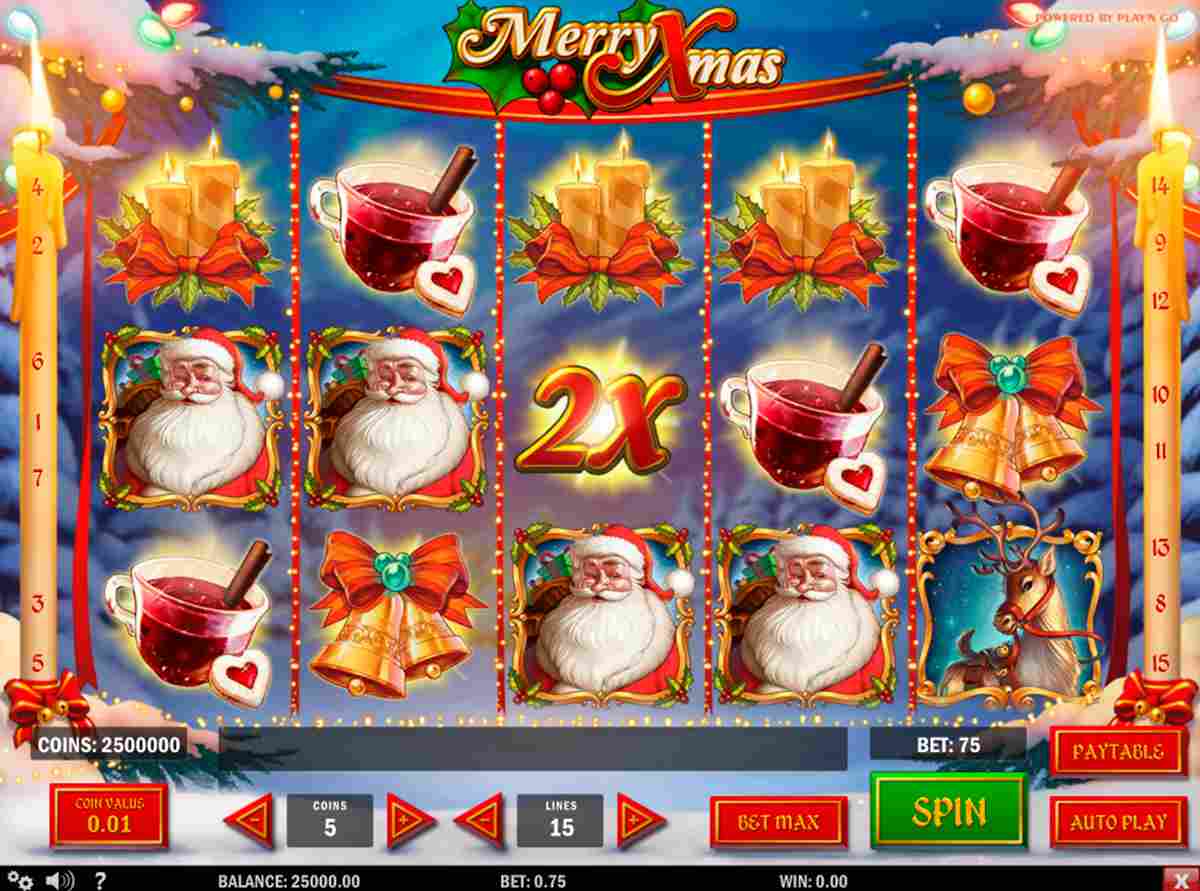 Merry Xmas
POWERED BY PLAY'N GO
4
2
6
1
7
3
5
14
9
12
10
11
13
8
15
2X
COINS: 2500000
BET: 75
PAYTABLE
COIN VALUE
0.01
-
COINS
5
+
-
LINES
15
+
BET MAX
SPIN
AUTO PLAY
?
BALANCE: 25000.00
BET: 0.75
WIN: 0.00
X